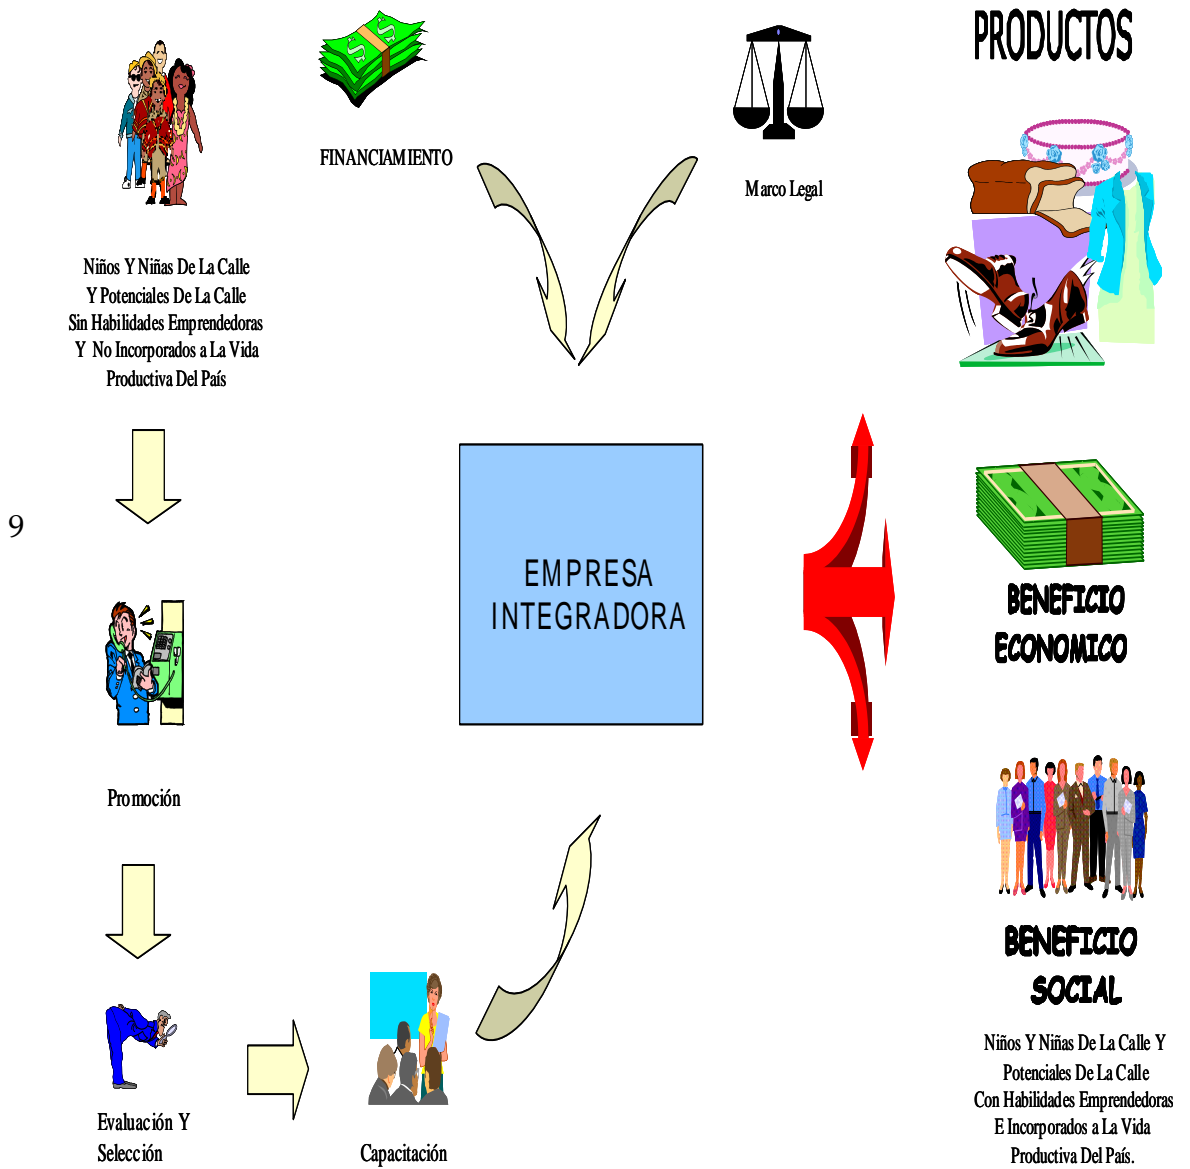 FINANCIAMIENTO
Marco Legal
PRODUCTOS
Niños Y Niñas De La Calle
Y Potenciales De La Calle
Sin Habilidades Emprendedoras
Y No Incorporados a La Vida
Productiva Del País
9
EMPRESA
INTEGRADORA
BENEFICIO
ECONOMICO
Promoción
BENEFICIO
SOCIAL
Niños Y Niñas De La Calle Y
Potenciales De La Calle
Con Habilidades Emprendedoras
E Incorporados a La Vida
Productiva Del País.
Evaluación Y
Selección
Capacitación